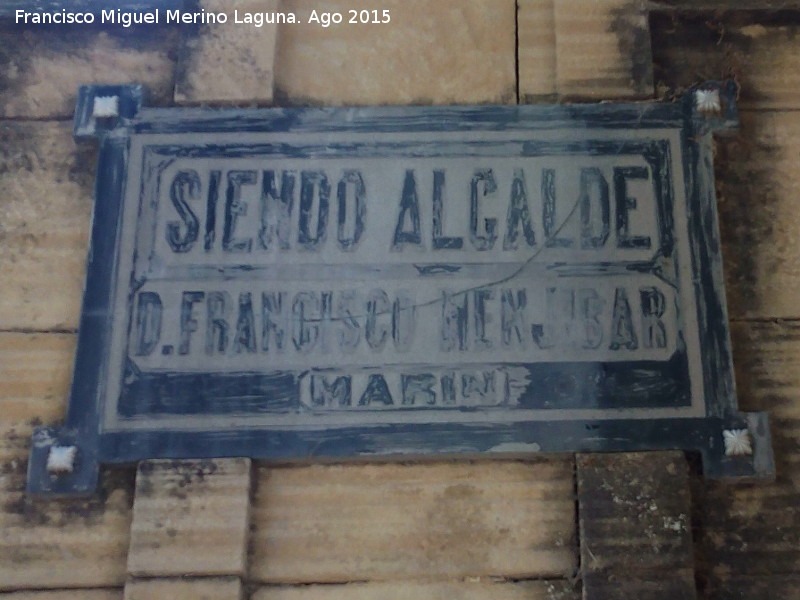 Francisco Miguel Merino Laguna. Ago 2015
SIENDO ALCALDE
D. FRANCISCO MENJIBAR
MARIN